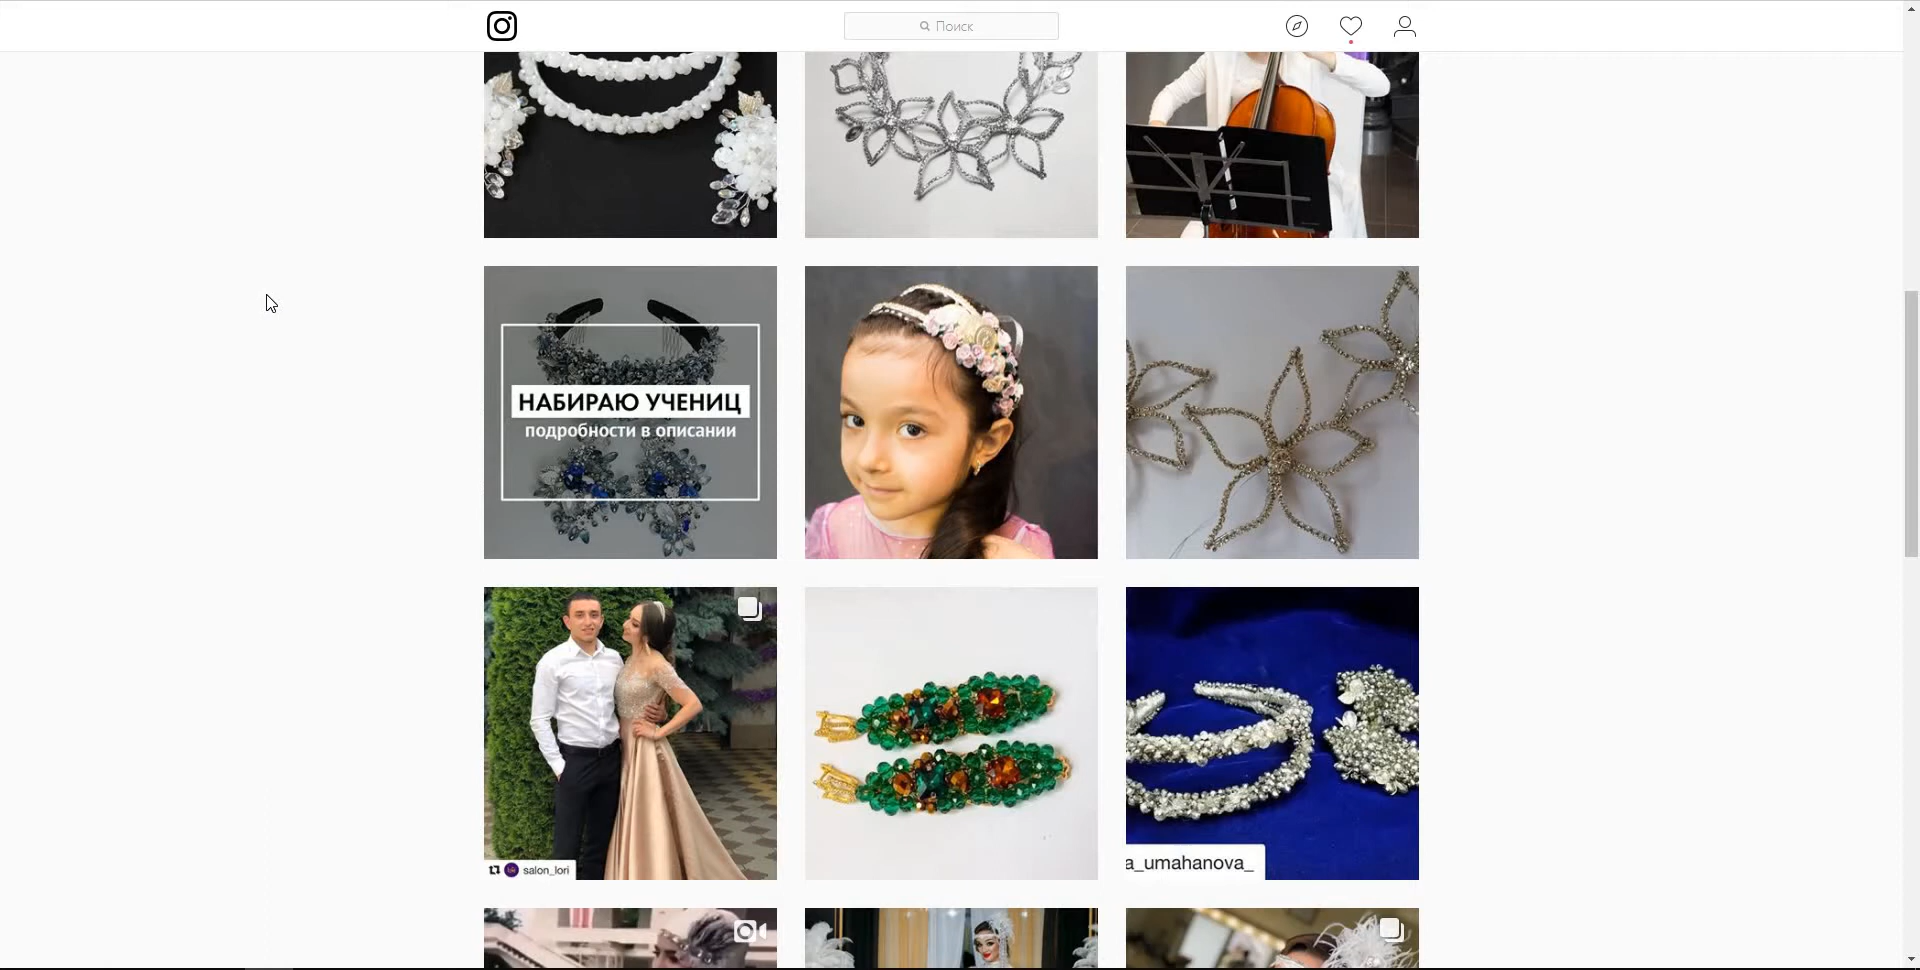 Поиск
НАБИРАЮ УЧЕНИЦ
подробности в описании
salon_lori
a_umahanova_